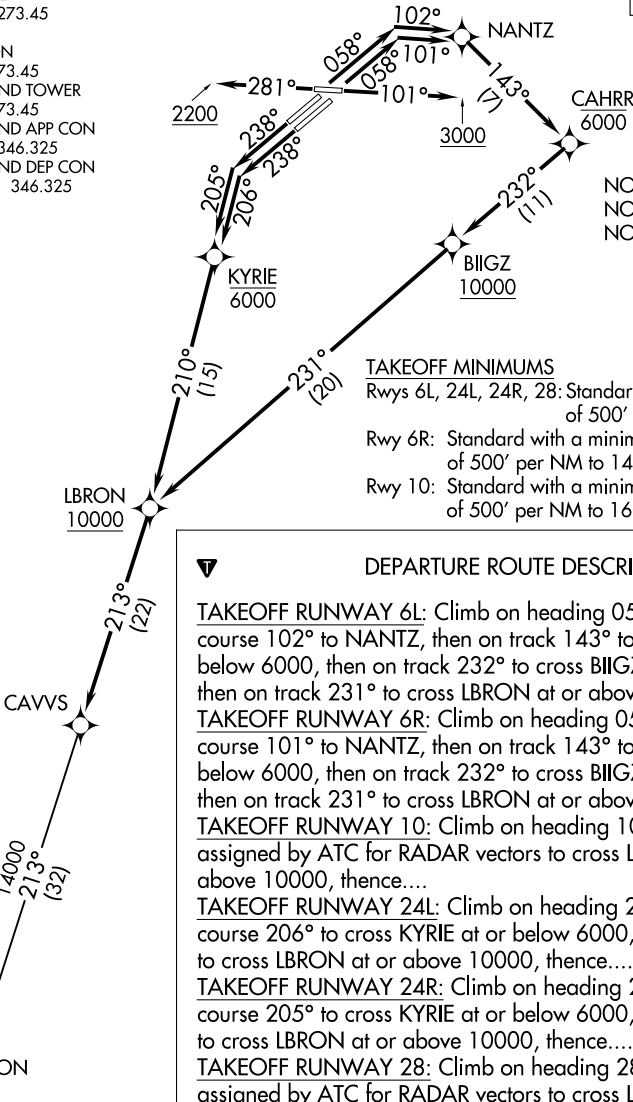 273.45
ON
73.45
ND TOWER
73.45
ND APP CON
346.325
ND DEP CON
346.325
102°
NANTZ
058°
058°
101°
281°
101°
2200
3000
143°
(7)
CAHRR
6000
238°
238°
205°
206°
232°
(11)
NO
NO
NO
KYRIE
6000
BIIGZ
10000
210°
(15)
231°
(20)
TAKEOFF MINIMUMS
Rwys 6L, 24L, 24R, 28: Standar
of 500’
Rwy 6R: Standard with a minim
of 500’ per NM to 14
Rwy 10: Standard with a minim
of 500’ per NM to 16
LBRON
10000
213°
(22)
CAVVS
14000
213°
(32)
ON
T
DEPARTURE ROUTE DESCRI
TAKEOFF RUNWAY 6L: Climb on heading 05
course 102° to NANTZ, then on track 143° to
below 6000, then on track 232° to cross BIIGZ
then on track 231° to cross LBRON at or abov
TAKEOFF RUNWAY 6R: Climb on heading 05
course 101° to NANTZ, then on track 143° to
below 6000, then on track 232° to cross BIIGZ
then on track 231° to cross LBRON at or abov
TAKEOFF RUNWAY 10: Climb on heading 10
assigned by ATC for RADAR vectors to cross L
above 10000, thence....
TAKEOFF RUNWAY 24L: Climb on heading 2
course 206° to cross KYRIE at or below 6000,
to cross LBRON at or above 10000, thence....
TAKEOFF RUNWAY 24R: Climb on heading 2
course 205° to cross KYRIE at or below 6000,
to cross LBRON at or above 10000, thence....
TAKEOFF RUNWAY 28: Climb on heading 28
assigned by ATC for RADAR vectors to cross L